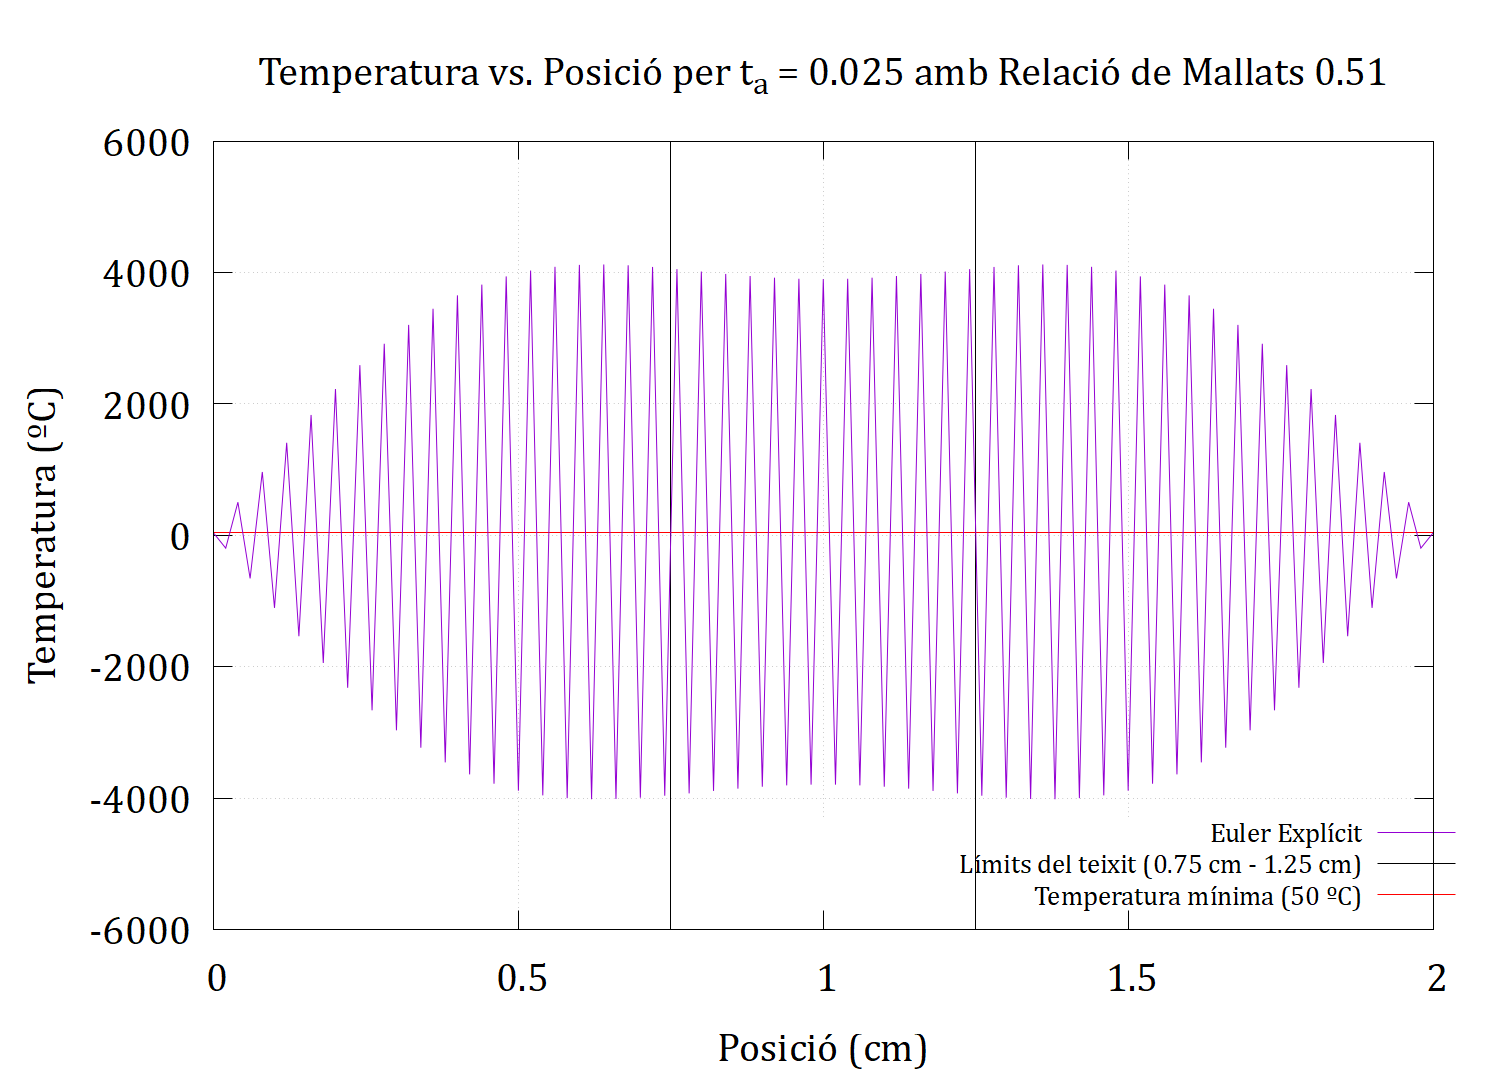 Temperatura vs. Posició per tₐ = 0.025 amb Relació de Mallats 0.51
6000
4000
2000
0
-2000
-4000
-6000
Temperatura (ºC)
Euler Explícit
Límits del teixit (0.75 cm - 1.25 cm)
Temperatura mínima (50 ºC)
0 0.5 1 1.5 2
Posició (cm)